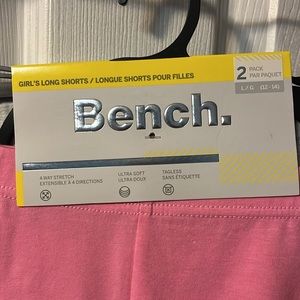 GIRL'S LONG SHORTS / LONGUE SHORTS POUR FILLES
2 PACK
PAR PAQUET
L / G (12 - 14)
Bench.
4 WAY STRETCH
EXTENSIBLE À 4 DIRECTIONS
ULTRA SOFT
ULTRA DOUX
TAGLESS
SANS ÉTIQUETTE